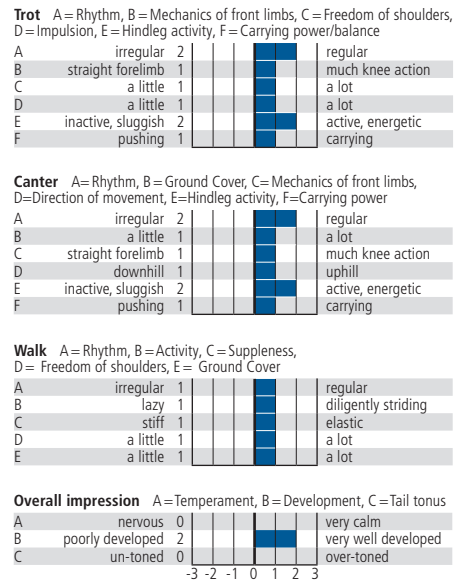 Trot A=Rhythm, B=Mechanics of front limbs, C=Freedom of shoulders,
D=Impulsion, E=Hindleg activity, F=Carrying power/balance
A irregular 2 regular
B straight forelimb 1 much knee action
C a little 1 a lot
D a little 1 a lot
E inactive, sluggish 2 active, energetic
F pushing 1 carrying
Canter A=Rhythm, B=Ground Cover, C=Mechanics of front limbs,
D=Direction of movement, E=Hindleg activity, F=Carrying power
A irregular 2 regular
B a little 1 a lot
C straight forelimb 1 much knee action
D downhill 1 uphill
E inactive, sluggish 2 active, energetic
F pushing 1 carrying
Walk A=Rhythm, B=Activity, C=Suppleness,
D= Freedom of shoulders, E= Ground Cover
A irregular 1 regular
B lazy 1 diligently striding
C stiff 1 elastic
D a little 1 a lot
E a little 1 a lot
Overall impression A=Temperament, B=Development, C=Tail tonus
A nervous 0 very calm
B poorly developed 2 very well developed
C un-toned 0 over-toned
-3 -2 -1 0 1 2 3